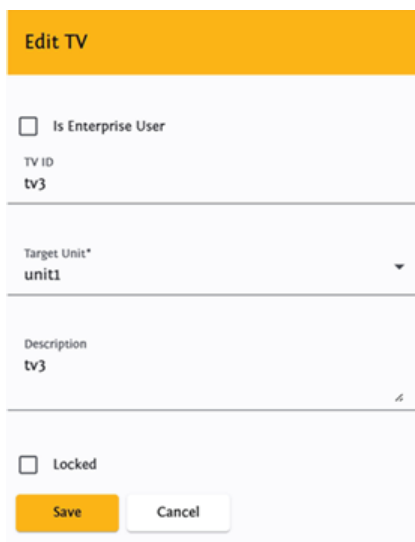 Edit TV
Is Enterprise User
TV ID
tv3
Target Unit*
unit1
Description
tv3
Locked
Save Cancel